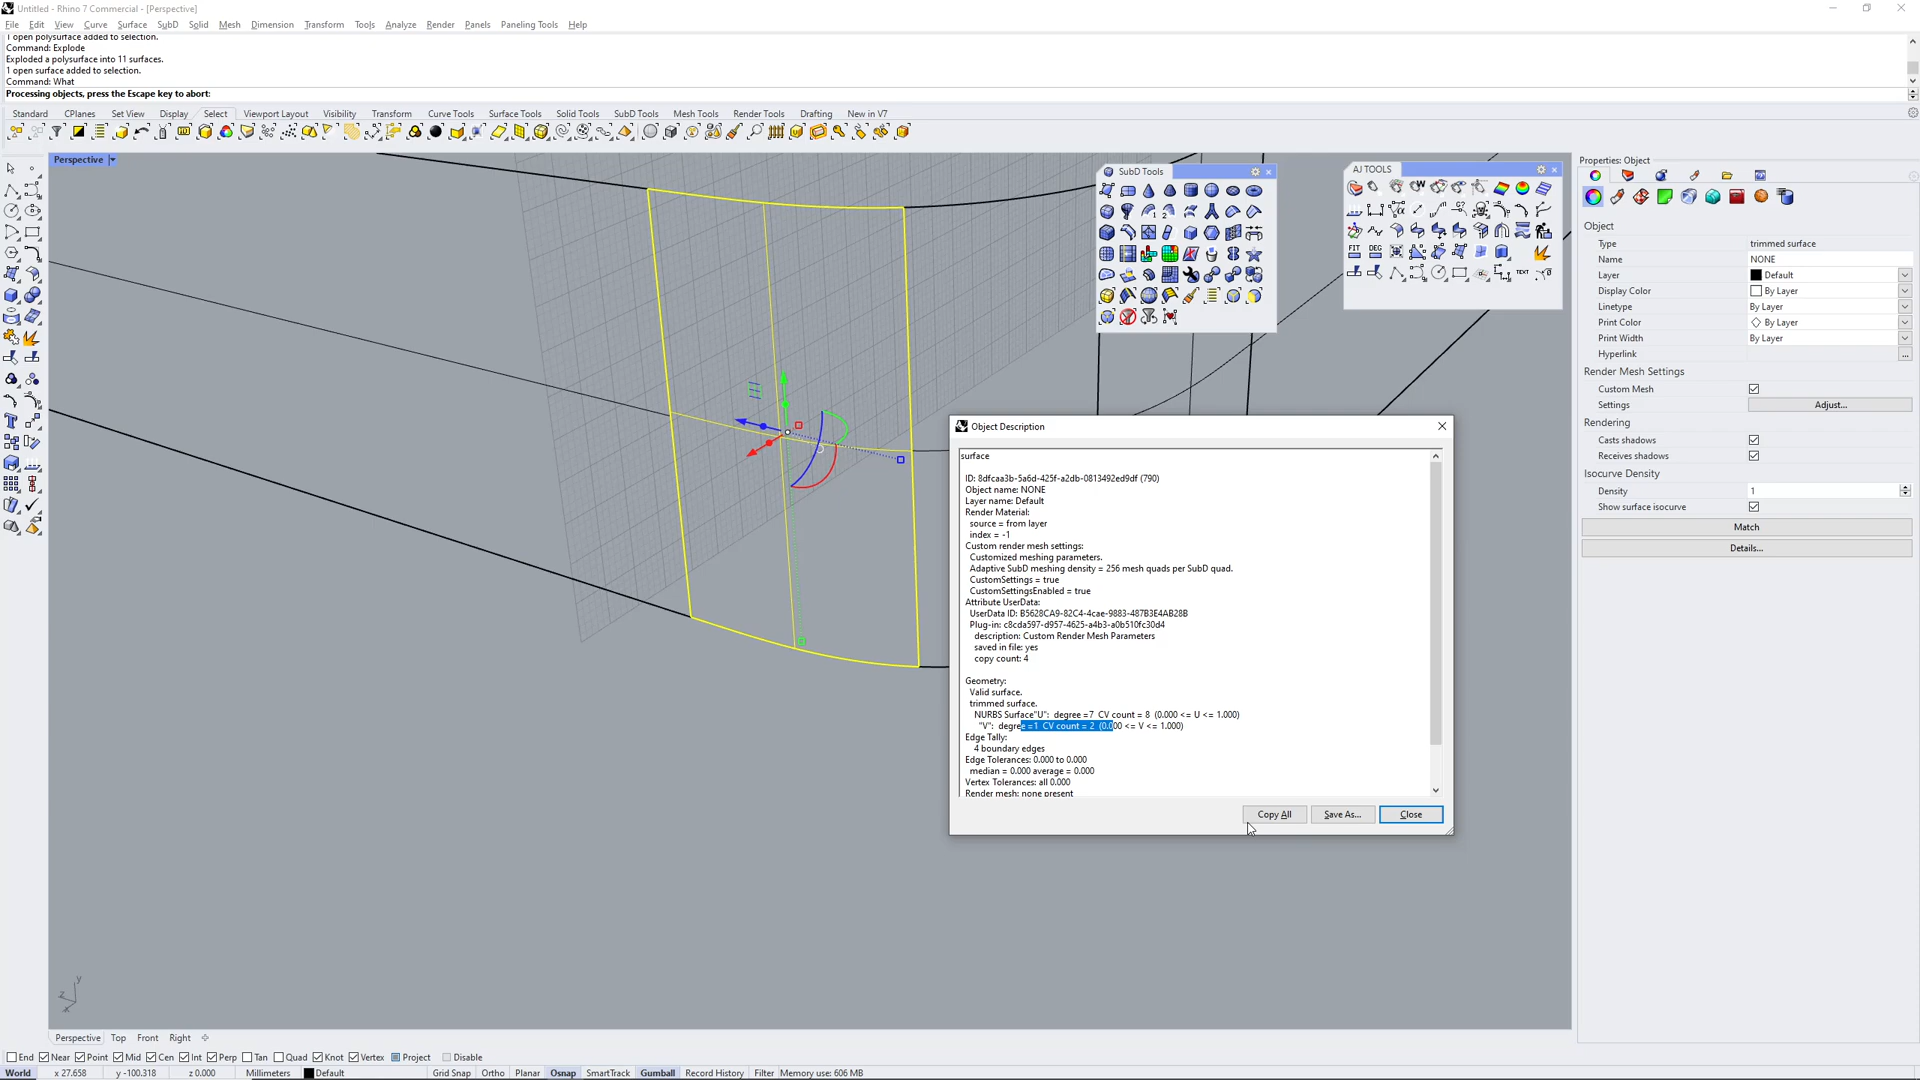 Untitled - Rhino 7 Commercial - [Perspective]
File Edit View Curve Surface SubD Solid Mesh Dimension Transform Tools Analyze Render Panels Paneling Tools Help
1 open polysurface added to selection.
Command: Explode
Exploded a polysurface into 11 surfaces.
1 open surface added to selection.
Command: What
Processing objects, press the Escape key to abort:
Standard CPlanes Set View Display Select Viewport Layout Visibility Transform Curve Tools Surface Tools Solid Tools SubD Tools Mesh Tools Render Tools Drafting New in V7
Perspective
SubD Tools
AJ TOOLS
FIT DEG
TEXT
Properties: Object
Object
Type trimmed surface
Name NONE
Layer Default
Display Color By Layer
Linetype By Layer
Print Color By Layer
Print Width By Layer
Hyperlink ...
Render Mesh Settings
Custom Mesh
Settings Adjust...
Rendering
Casts shadows
Receives shadows
Isocurve Density
Density 1
Show surface isocurve
Match
Details...
Object Description
surface
ID: 8dfcaa3b-5a6d-425f-a2db-0813492ed9df (790)
Object name: NONE
Layer name: Default
Render Material:
source = from layer
index = -1
Custom render mesh settings:
Customized meshing parameters.
Adaptive SubD meshing density = 256 mesh quads per SubD quad.
CustomSettings = true
CustomSettingsEnabled = true
Attribute UserData:
UserData ID: B5628CA9-82C4-4cae-9883-487B3E4AB28B
Plug-in: c8cda597-d957-4625-a4b3-a0b510fc30d4
description: Custom Render Mesh Parameters
saved in file: yes
copy count: 4
Geometry:
Valid surface.
trimmed surface.
NURBS Surface"U": degree =7 CV count = 8 (0.000 <= U <= 1.000)
"V": degree =1 CV count = 2 (0.000 <= V <= 1.000)
Edge Tally:
4 boundary edges
Edge Tolerances: 0.000 to 0.000
median = 0.000 average = 0.000
Vertex Tolerances: all 0.000
Render mesh: none present
Copy All Save As... Close
y
z
x
Perspective Top Front Right
End Near Point Mid Cen Int Perp Tan Quad Knot Vertex Project Disable
World x 27.658 y -100.318 z 0.000 Millimeters Default Grid Snap Ortho Planar Osnap SmartTrack Gumball Record History Filter Memory use: 606 MB